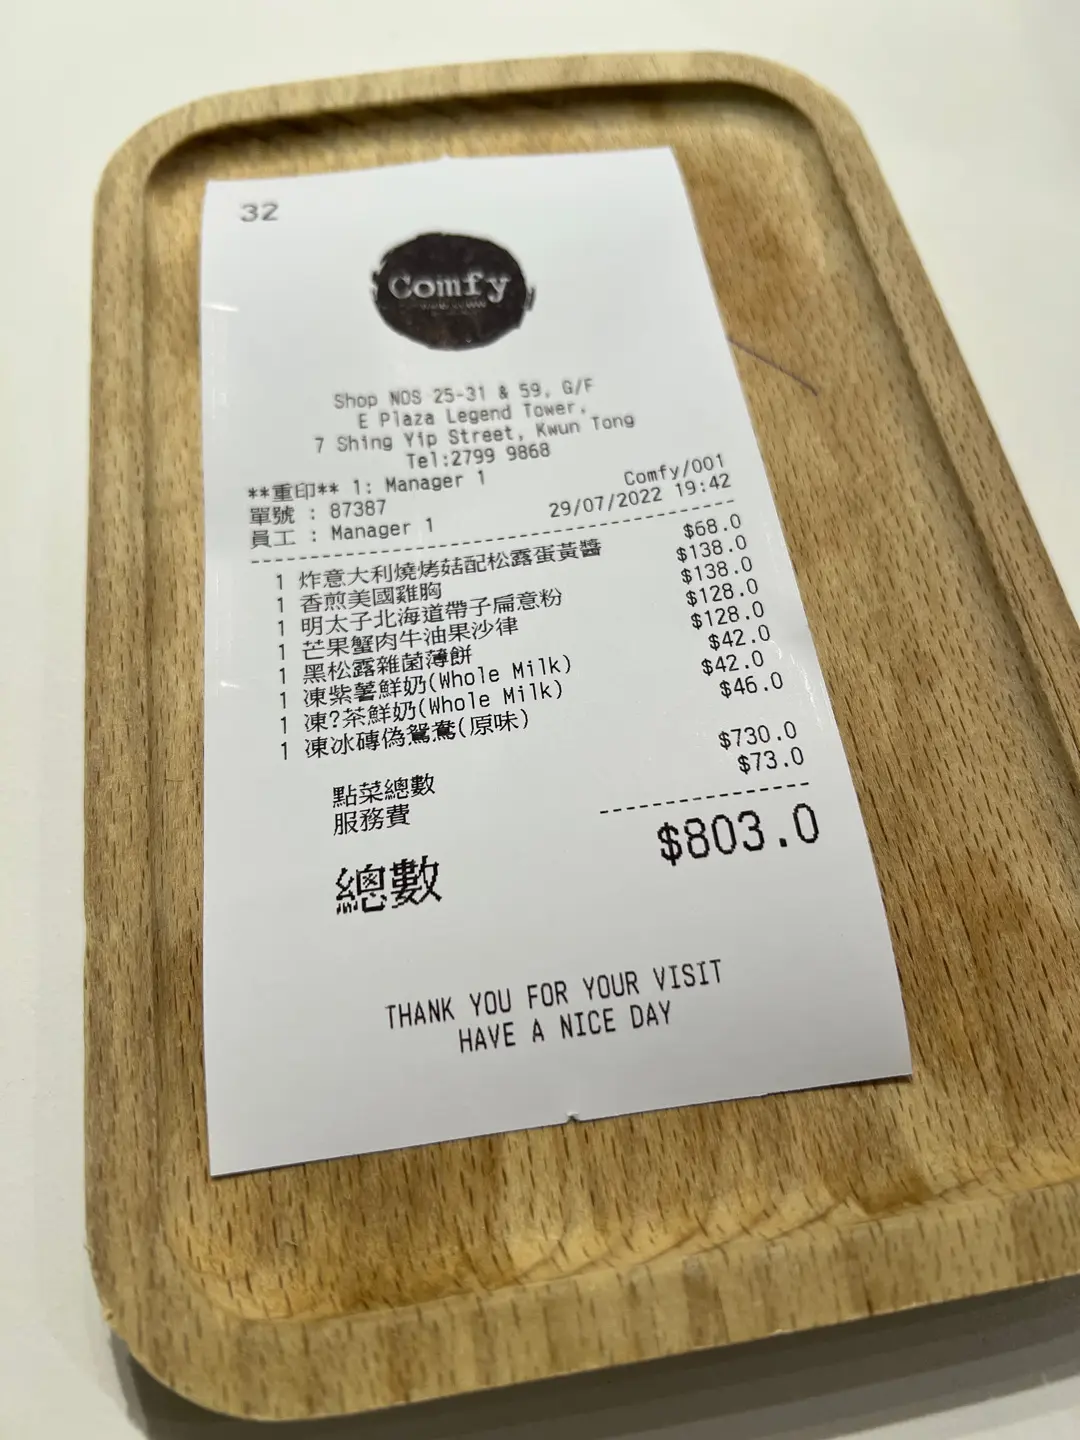 32
Comfy
Shop NOS 25-31 & 59, G/F
E Plaza Legend Tower,
7 Shing Yip Street, Kwun Tong
Tel:2799 9868
**重印** 1: Manager 1
單號 : 87387 Comfy/001
員工 : Manager 1 29/07/2022 19:42
1 炸意大利燒烤菇配松露蛋黃醬 $68.0
1 香煎美國雞胸 $138.0
1 明太子北海道帶子扁意粉 $138.0
1 芒果蟹肉牛油果沙律 $128.0
1 黑松露雜菌薄餅 $128.0
1 凍紫薯鮮奶(Whole Milk) $42.0
1 凍?茶鮮奶(Whole Milk) $42.0
1 凍冰磚偽鴛鴦(原味) $46.0
點菜總數 $730.0
服務費 $73.0
總數 $803.0
THANK YOU FOR YOUR VISIT
HAVE A NICE DAY